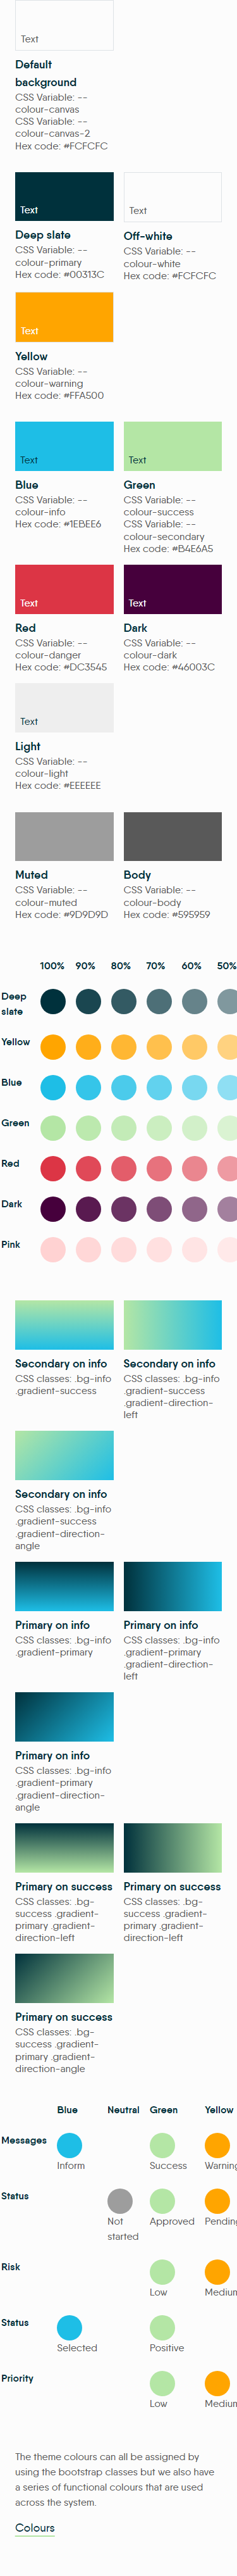 Text
Default
background
CSS Variable: --
colour-canvas
CSS Variable: --
colour-canvas-2
Hex code: #FCFCFC
Text
Deep slate
CSS Variable: --
colour-primary
Hex code: #00313C
Text
Off-white
CSS Variable: --
colour-white
Hex code: #FCFCFC
Text
Yellow
CSS Variable: --
colour-warning
Hex code: #FFA500
Text
Blue
CSS Variable: --
colour-info
Hex code: #1EBEE6
Text
Green
CSS Variable: --
colour-success
CSS Variable: --
colour-secondary
Hex code: #B4E6A5
Text
Red
CSS Variable: --
colour-danger
Hex code: #DC3545
Text
Dark
CSS Variable: --
colour-dark
Hex code: #46003C
Text
Light
CSS Variable: --
colour-light
Hex code: #EEEEEE
Muted
CSS Variable: --
colour-muted
Hex code: #9D9D9D
Body
CSS Variable: --
colour-body
Hex code: #595959
100% 90% 80% 70% 60% 50%
Deep
slate
Yellow
Blue
Green
Red
Dark
Pink
Secondary on info
CSS classes: .bg-info
.gradient-success
Secondary on info
CSS classes: .bg-info
.gradient-success
.gradient-direction-
left
Secondary on info
CSS classes: .bg-info
.gradient-success
.gradient-direction-
angle
Primary on info
CSS classes: .bg-info
.gradient-primary
Primary on info
CSS classes: .bg-info
.gradient-primary
.gradient-direction-
left
Primary on info
CSS classes: .bg-info
.gradient-primary
.gradient-direction-
angle
Primary on success
CSS classes: .bg-
success .gradient-
primary .gradient-
direction-left
Primary on success
CSS classes: .bg-
success .gradient-
primary .gradient-
direction-left
Primary on success
CSS classes: .bg-
success .gradient-
primary .gradient-
direction-angle
Blue Neutral Green Yellow
Messages
Inform Success Warning
Status
Not
started
Approved Pending
Risk
Low Medium
Status
Selected Positive
Priority
Low Medium
The theme colours can all be assigned by
using the bootstrap classes but we also have
a series of functional colours that are used
across the system.
Colours